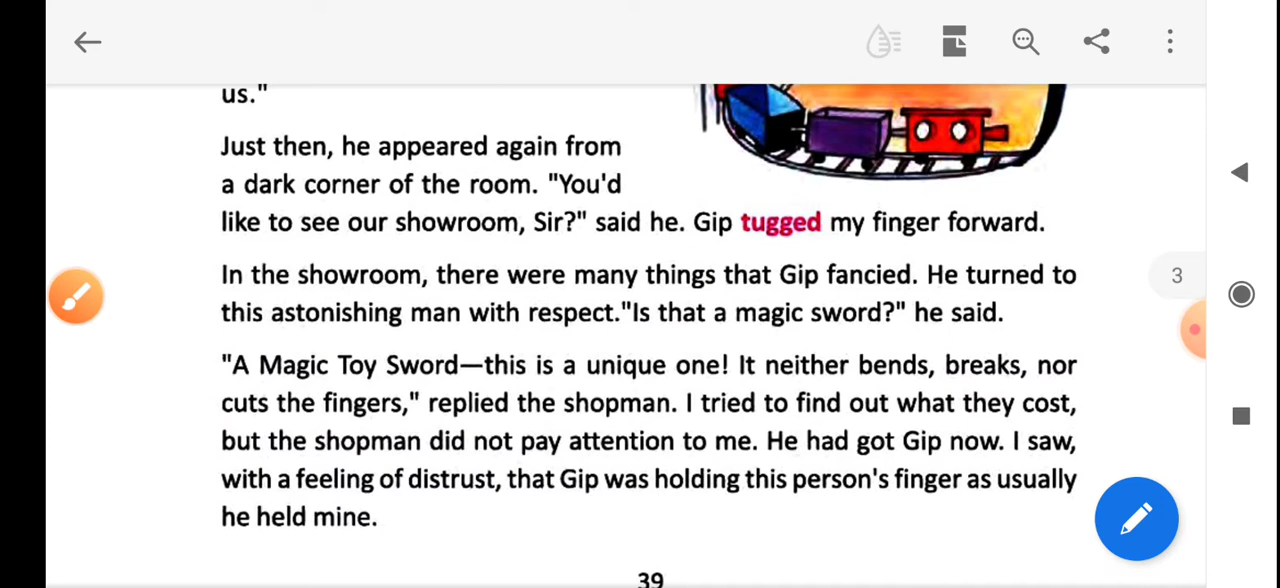 us."
Just then, he appeared again from
a dark corner of the room. "You'd
like to see our showroom, Sir?" said he. Gip tugged my finger forward.
In the showroom, there were many things that Gip fancied. He turned to
this astonishing man with respect."Is that a magic sword?" he said.
"A Magic Toy Sword—this is a unique one! It neither bends, breaks, nor
cuts the fingers," replied the shopman. I tried to find out what they cost,
but the shopman did not pay attention to me. He had got Gip now. I saw,
with a feeling of distrust, that Gip was holding this person's finger as usually
he held mine.
39
3